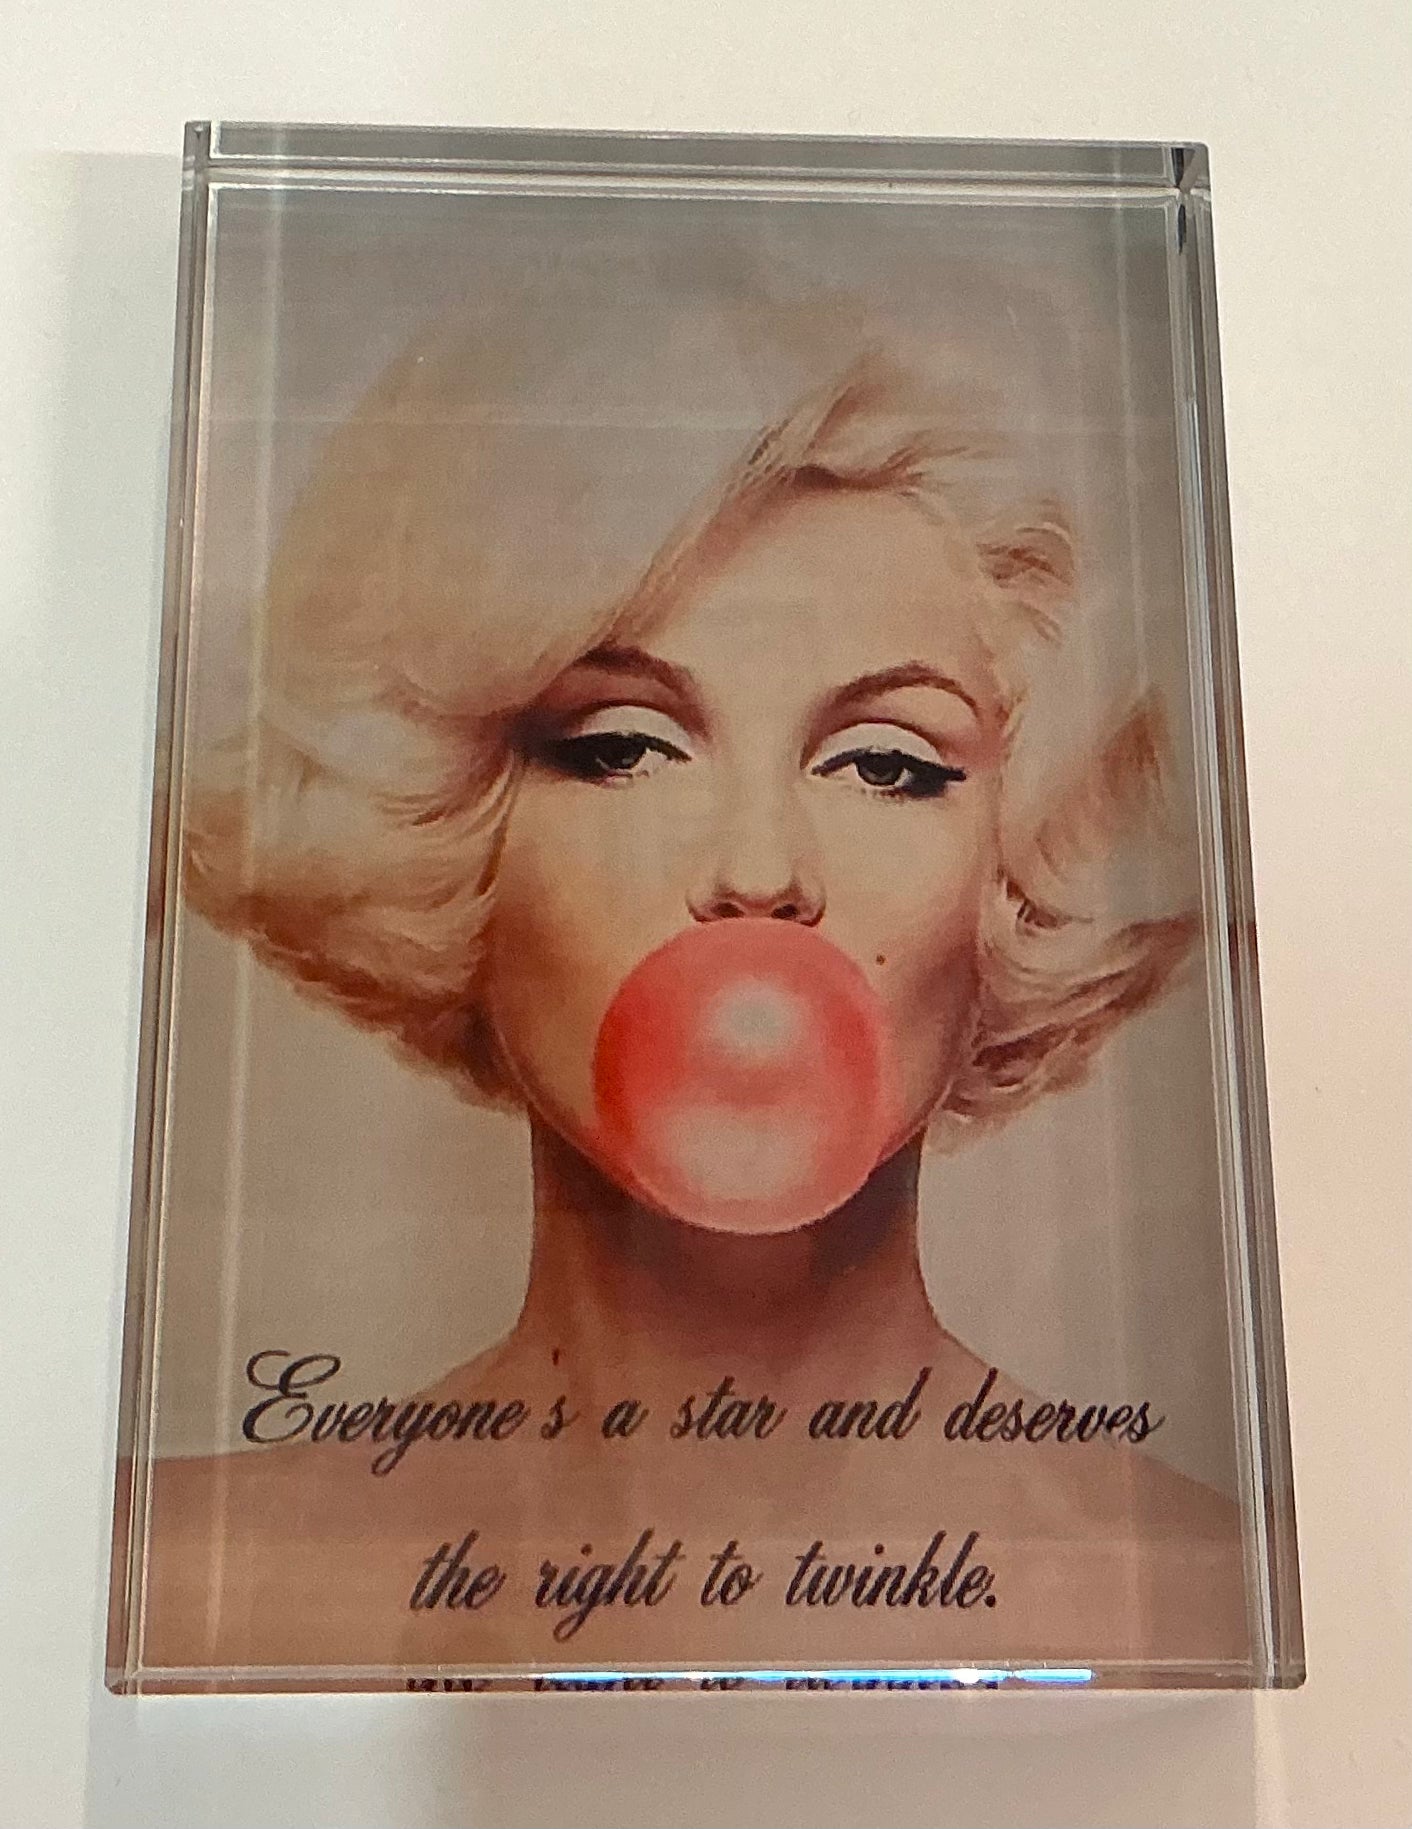 Everyone's a star and deserves
the right to twinkle.